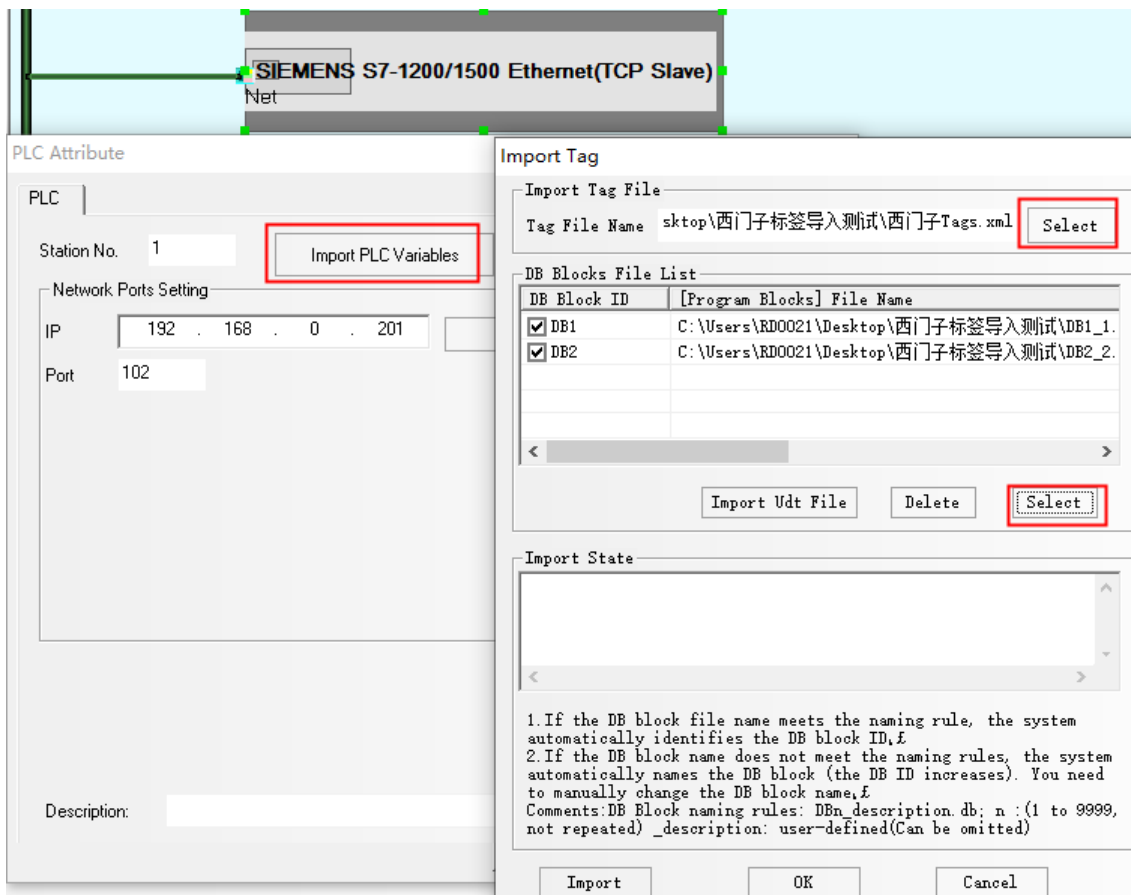 SIEMENS S7-1200/1500 Ethernet(TCP Slave)
Net
PLC Attribute
PLC
Station No. 1
Import PLC Variables
Network Ports Setting
IP 192 . 168 . 0 . 201
Port 102
Description:
Import Tag
Import Tag File
Tag File Name sktop\西门子标签导入测试\西门子Tags.xml Select
DB Blocks File List
DB Block ID [Program Blocks] File Name
DB1 C:\Users\RD0021\Desktop\西门子标签导入测试\DB1_1.
DB2 C:\Users\RD0021\Desktop\西门子标签导入测试\DB2_2.
Import Udt File Delete Select
Import State
1.If the DB block file name meets the naming rule, the system
automatically identifies the DB block ID.£
2.If the DB block name does not meet the naming rules, the system
automatically names the DB block (the DB ID increases). You need
to manually change the DB block name.£
Comments:DB Block naming rules: DBn_description.db; n :(1 to 9999,
not repeated) _description: user-defined(Can be omitted)
Import OK Cancel